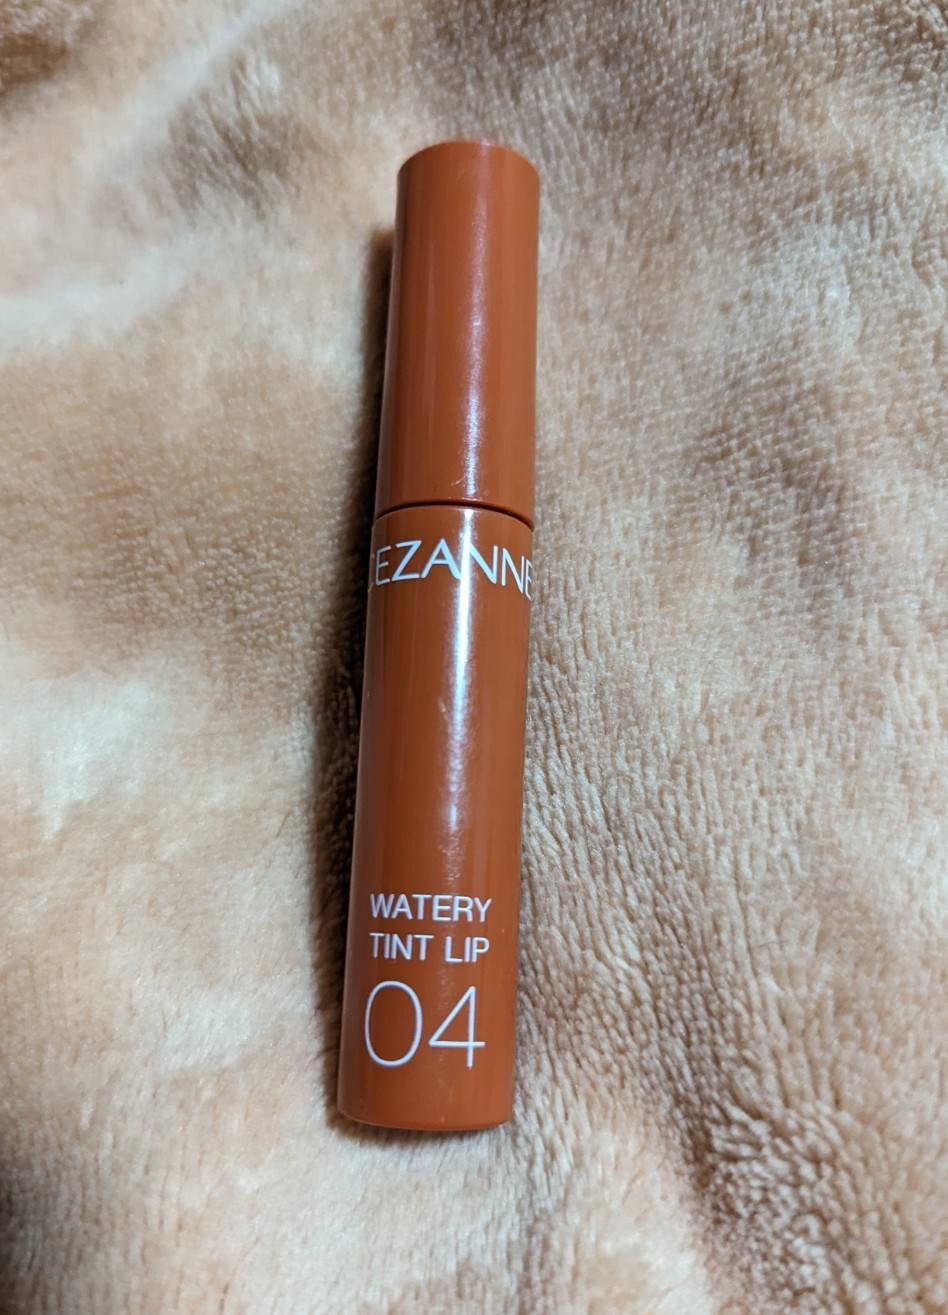 CEZANNE
WATERY
TINT LIP
04